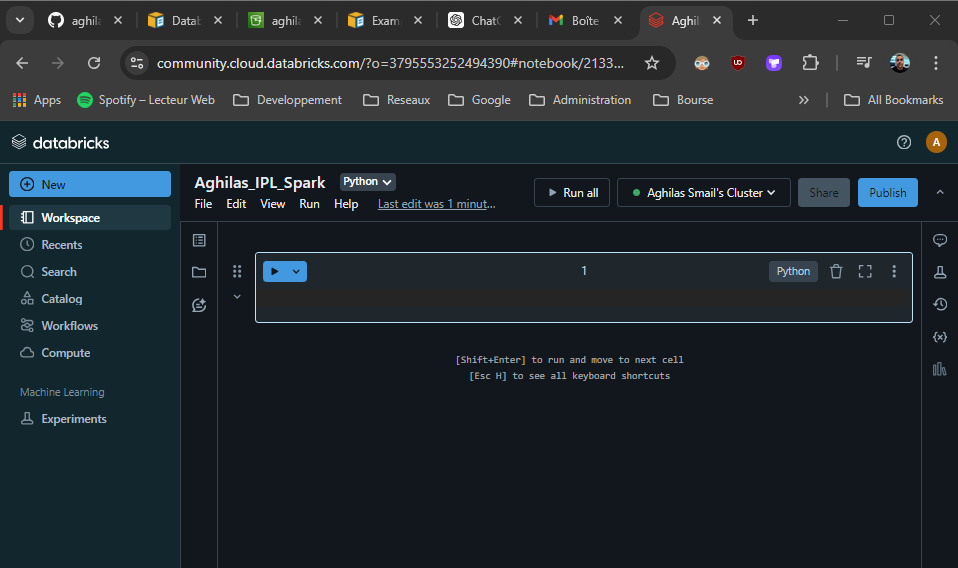 aghila
Datab
aghila
Exam
ChatG
Boîte
Aghil
community.cloud.databricks.com/?o=3795553252494390#notebook/2133...
UD
Apps
Spotify – Lecteur Web
Developpement
Reseaux
Google
Administration
Bourse
All Bookmarks
databricks
A
New
Workspace
Recents
Search
Catalog
Workflows
Compute
Machine Learning
Experiments
Aghilas_IPL_Spark
Python
File Edit View Run Help Last edit was 1 minut...
Run all
Aghilas Smail's Cluster
Share
Publish
1
Python
[Shift+Enter] to run and move to next cell
[Esc H] to see all keyboard shortcuts